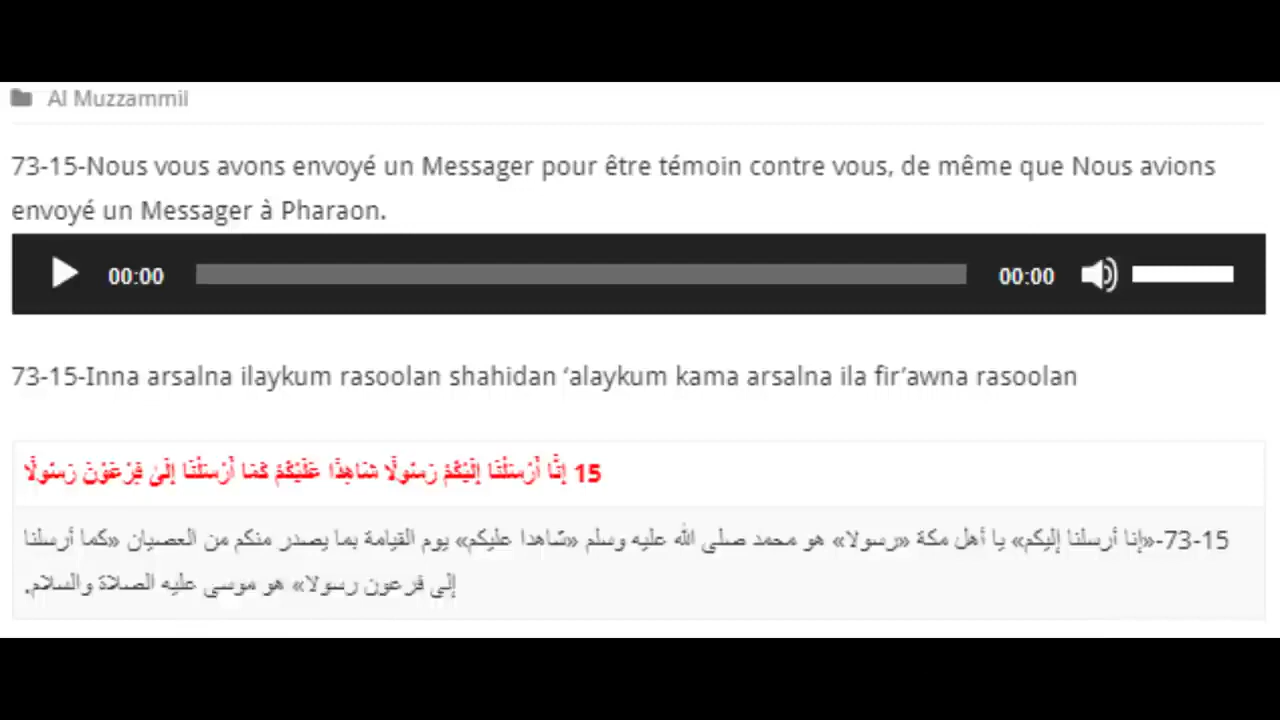 Al Muzzammil
73-15-Nous vous avons envoyé un Messager pour être témoin contre vous, de même que Nous avions
envoyé un Messager à Pharaon.
00:00 00:00
73-15-Inna arsalna ilaykum rasoolan shahidan ‘alaykum kama arsalna ila fir’awna rasoolan
15 إِنَّا أَرْسَلْنَا إِلَيْكُمْ رَسُولًا شَاهِدًا عَلَيْكُمْ كَمَا أَرْسَلْنَا إِلَىٰ فِرْعَوْنَ رَسُولًا
73-15-«إنا أرسلنا إليكم» يا أهل مكة «رسولا» هو محمد صلى الله عليه وسلم «شّاهدا عليكم» يوم القيامة بما يصدر منكم من العصيان «كما أرسلنا
إلى فرعون رسولا» هو موسى عليه الصلاة والسلام.